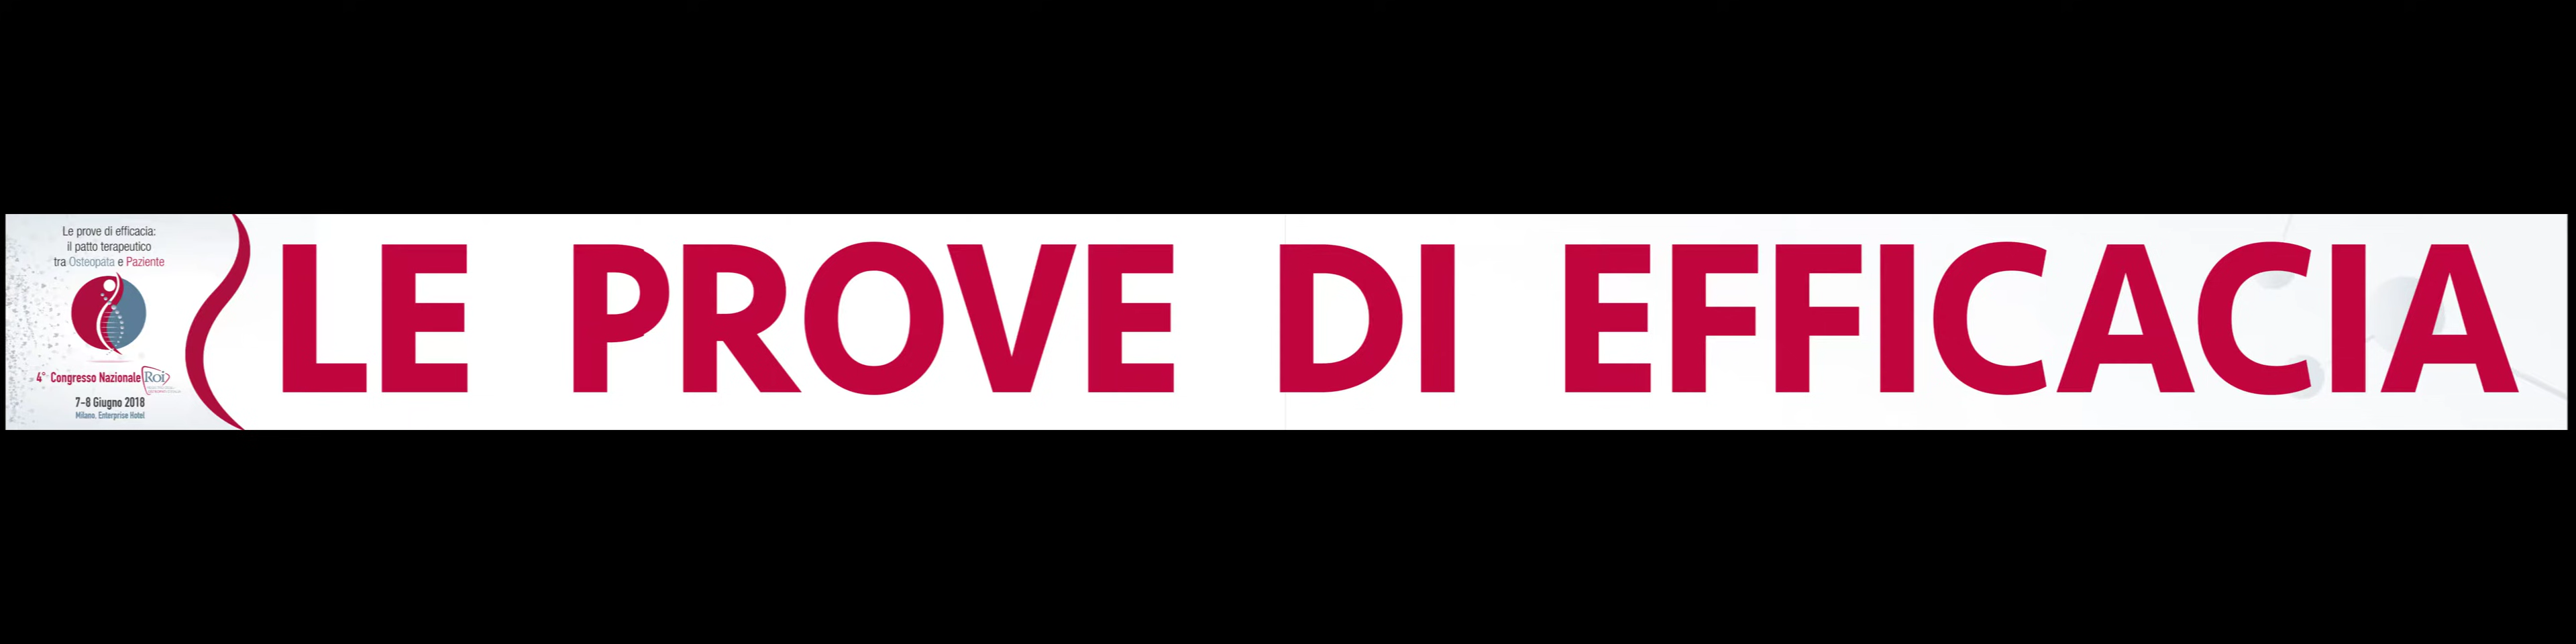 Le prove di efficacia:
il patto terapeutico
tra Osteopata e Paziente
4° Congresso Nazionale Roi
7-8 Giugno 2018
Milano, Enterprise Hotel
LE PROVE DI EFFICACIA